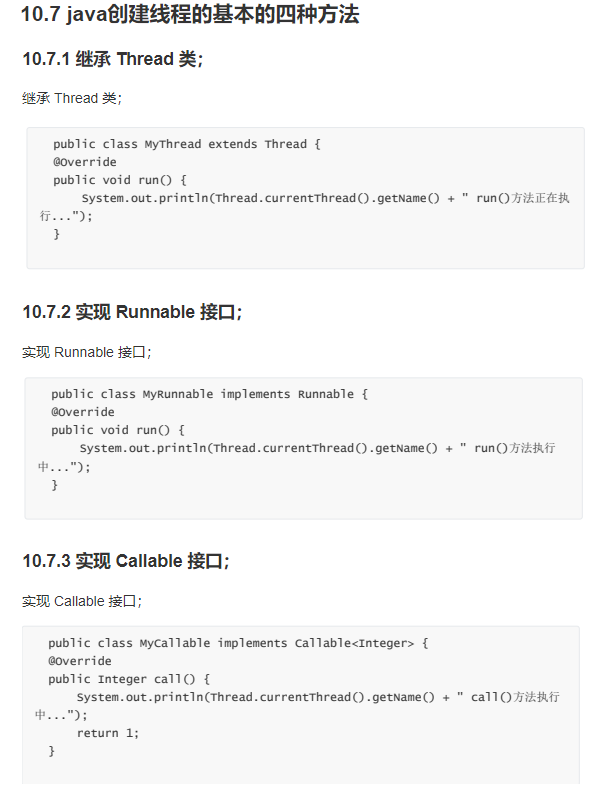 10.7 java创建线程的基本的四种方法
10.7.1 继承 Thread 类；
继承 Thread 类；
public class MyThread extends Thread {
@Override
public void run() {
System.out.println(Thread.currentThread().getName() + " run()方法正在执
行...");
}
10.7.2 实现 Runnable 接口；
实现 Runnable 接口；
public class MyRunnable implements Runnable {
@Override
public void run() {
System.out.println(Thread.currentThread().getName() + " run()方法执行
中...");
}
10.7.3 实现 Callable 接口；
实现 Callable 接口；
public class MyCallable implements Callable<Integer> {
@Override
public Integer call() {
System.out.println(Thread.currentThread().getName() + " call()方法执行
中...");
return 1;
}